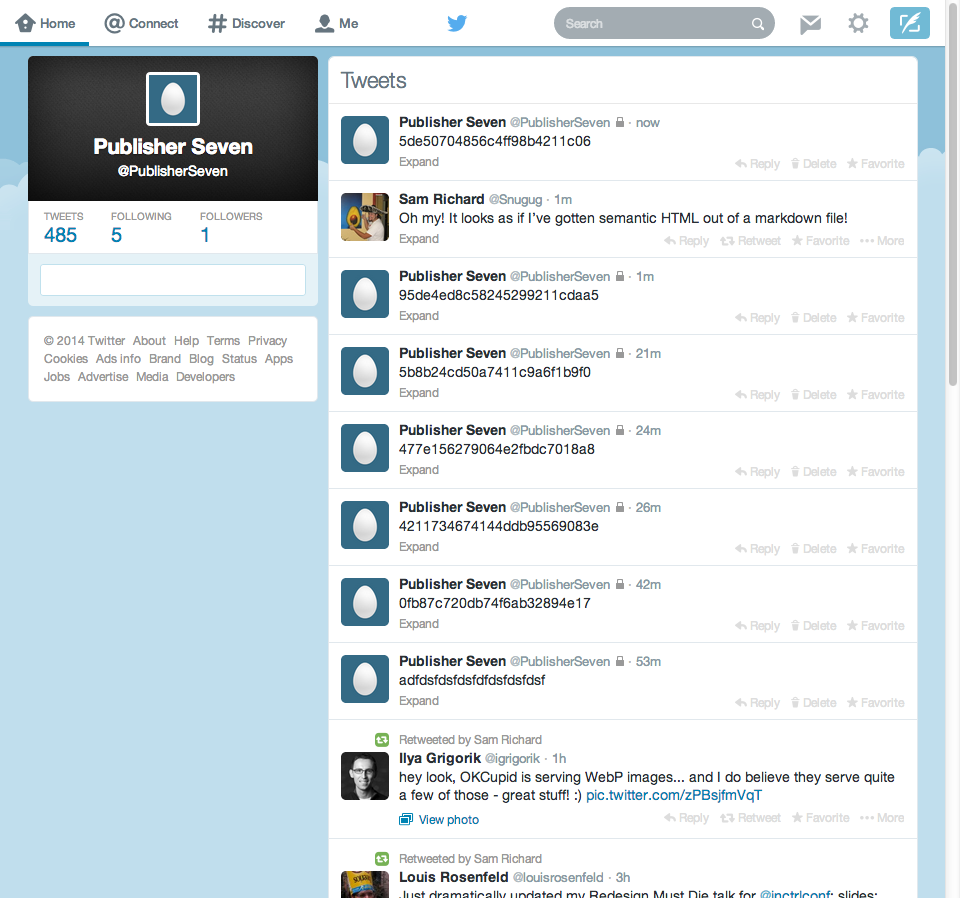 Home Connect Discover Me Search
Publisher Seven
@PublisherSeven
TWEETS FOLLOWING FOLLOWERS
485 5 1
© 2014 Twitter About Help Terms Privacy
Cookies Ads info Brand Blog Status Apps
Jobs Advertise Media Developers
Tweets
Publisher Seven @PublisherSeven · now
5de50704856c4ff98b4211c06
Expand Reply Delete Favorite
Sam Richard @Snugug · 1m
Oh my! It looks as if I've gotten semantic HTML out of a markdown file!
Expand Reply Retweet Favorite More
Publisher Seven @PublisherSeven · 1m
95de4ed8c58245299211cdaa5
Expand Reply Delete Favorite
Publisher Seven @PublisherSeven · 21m
5b8b24cd50a7411c9a6f1b9f0
Expand Reply Delete Favorite
Publisher Seven @PublisherSeven · 24m
477e156279064e2fbdc7018a8
Expand Reply Delete Favorite
Publisher Seven @PublisherSeven · 26m
4211734674144ddb95569083e
Expand Reply Delete Favorite
Publisher Seven @PublisherSeven · 42m
0fb87c720db74f6ab32894e17
Expand Reply Delete Favorite
Publisher Seven @PublisherSeven · 53m
adfdsfdsfdsfdfdsfdsfdsf
Expand Reply Delete Favorite
Retweeted by Sam Richard
Ilya Grigorik @igrigorik · 1h
hey look, OKCupid is serving WebP images... and I do believe they serve quite
a few of those - great stuff! :) pic.twitter.com/zPBsjfmVqT
View photo Reply Retweet Favorite More
Retweeted by Sam Richard
Louis Rosenfeld @louisrosenfeld · 3h
Just dramatically updated my Redesign Must Die talk for @inctrlconf: slides: